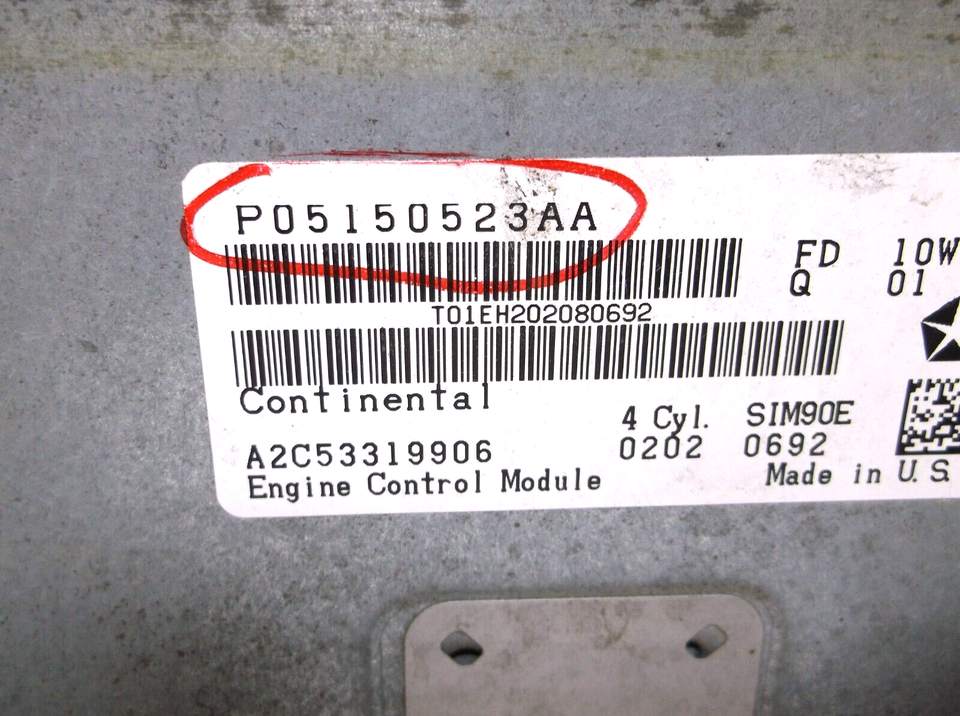 P05150523AA
FD 10W
Q 01
T01EH202080692
Continental
4 Cyl. SIM90E
A2C53319906 0202 0692
Engine Control Module Made in U.S.